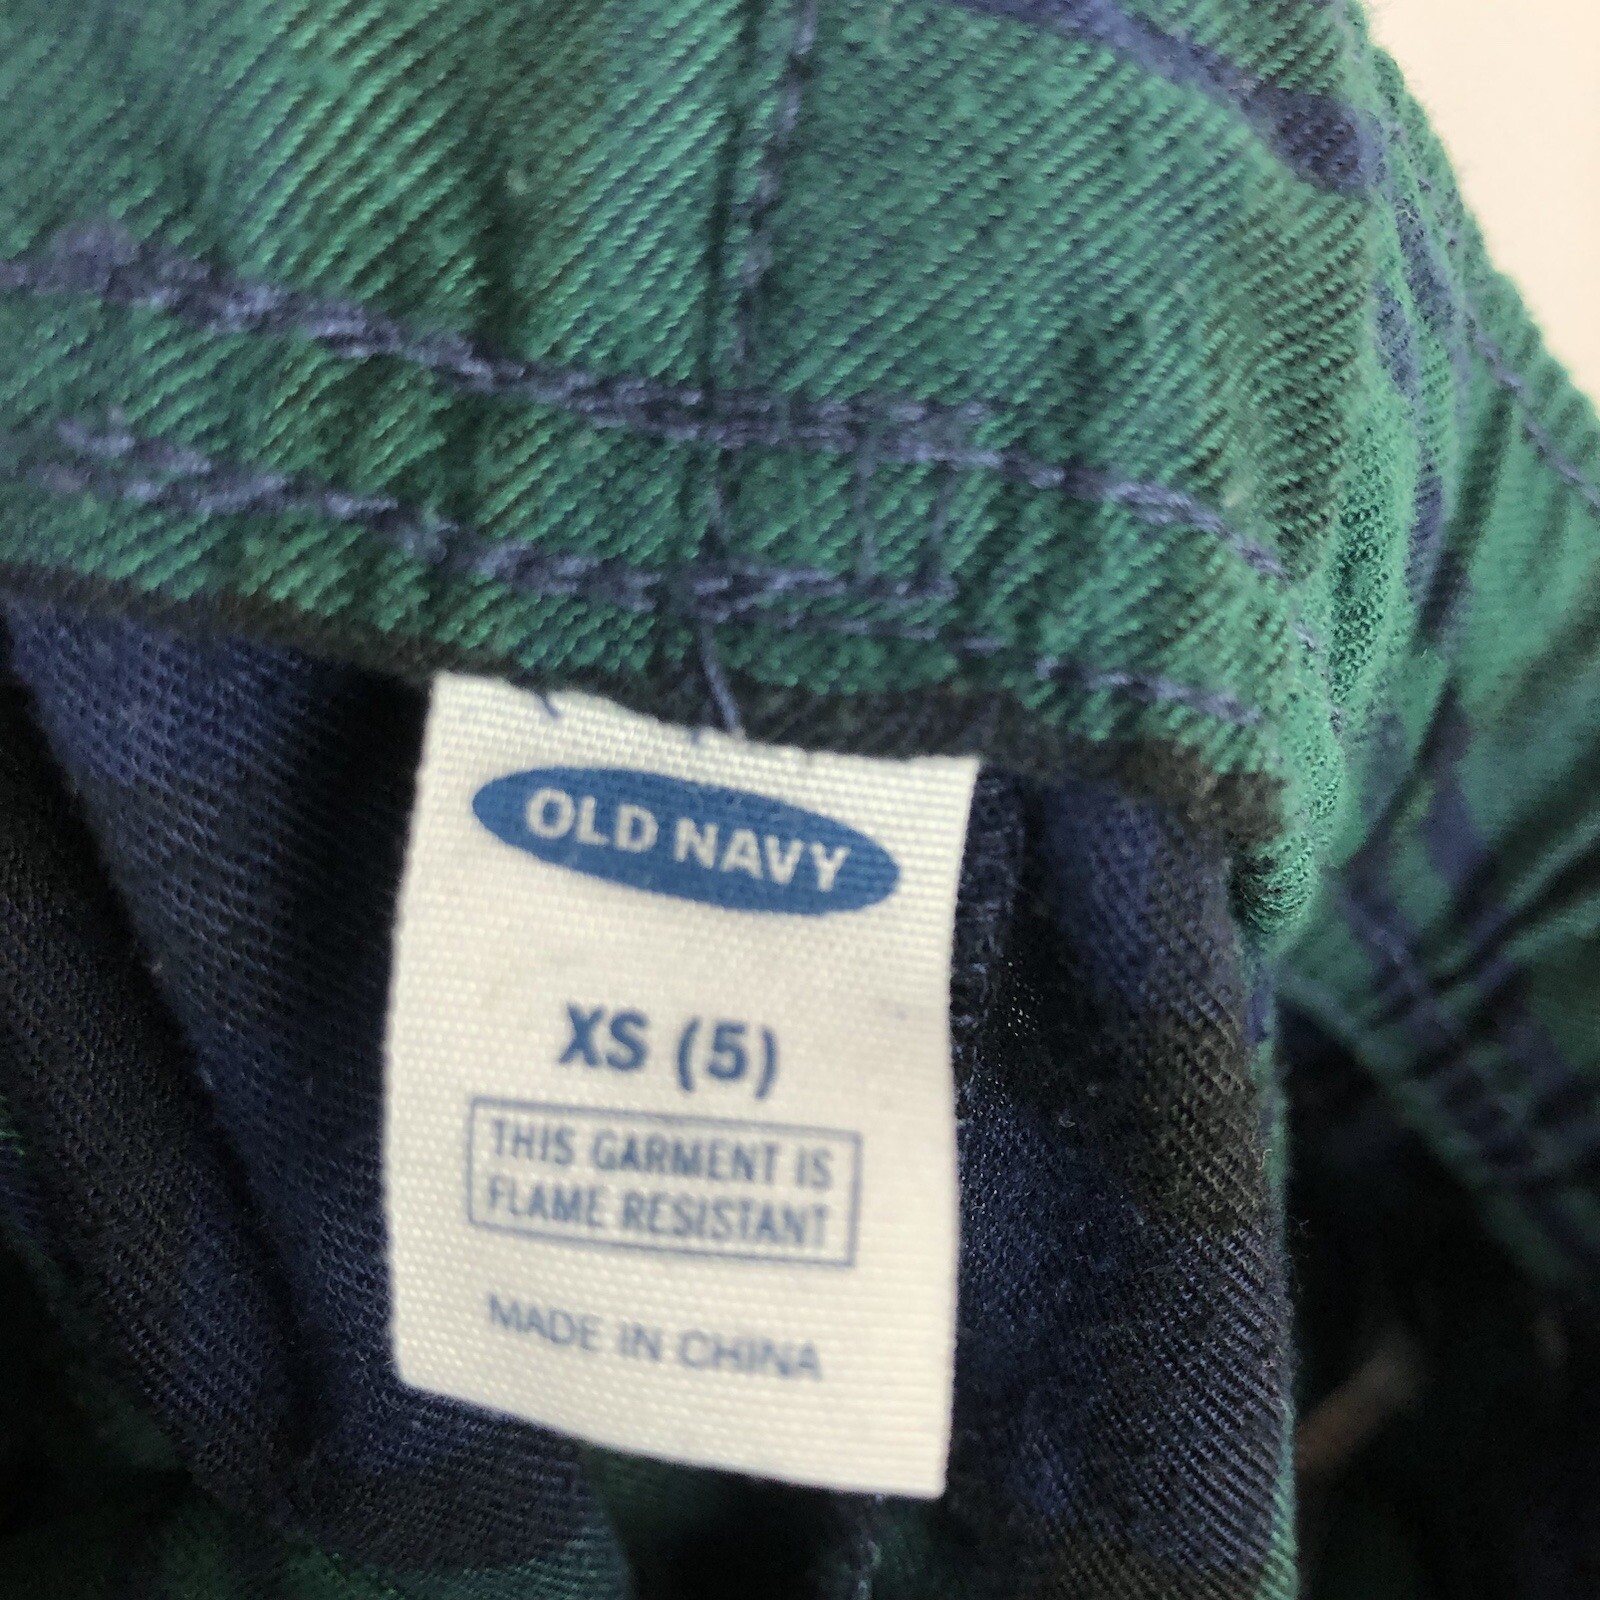 OLD NAVY
XS (5)
THIS GARMENT IS
FLAME RESISTANT
MADE IN CHINA